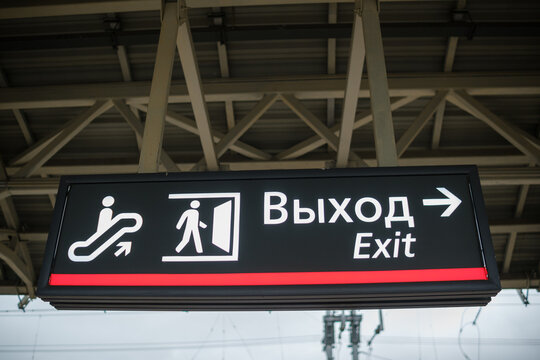 Выход →
Exit